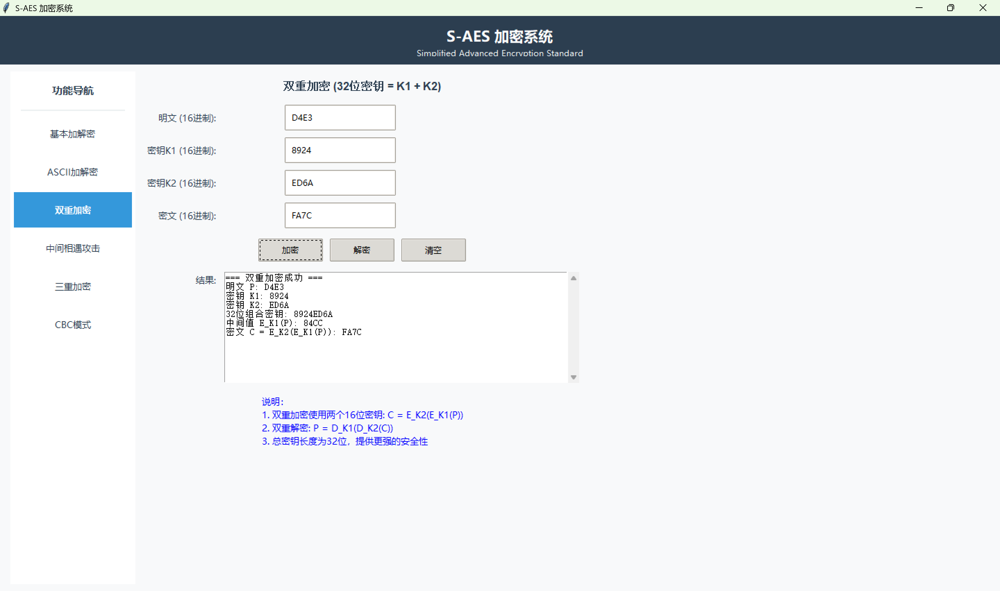 S-AES 加密系统
S-AES 加密系统
Simplified Advanced Encryption Standard
功能导航
基本加解密
ASCII加解密
双重加密
中间相遇攻击
三重加密
CBC模式
双重加密 (32位密钥 = K1 + K2)
明文 (16进制):
D4E3
密钥K1 (16进制):
8924
密钥K2 (16进制):
ED6A
密文 (16进制):
FA7C
加密
解密
清空
结果:
=== 双重加密成功 ===
明文 P: D4E3
密钥 K1: 8924
密钥 K2: ED6A
32位组合密钥: 8924ED6A
中间值 E_K1(P): 84CC
密文 C = E_K2(E_K1(P)): FA7C
说明:
1. 双重加密使用两个16位密钥: C = E_K2(E_K1(P))
2. 双重解密: P = D_K1(D_K2(C))
3. 总密钥长度为32位，提供更强的安全性